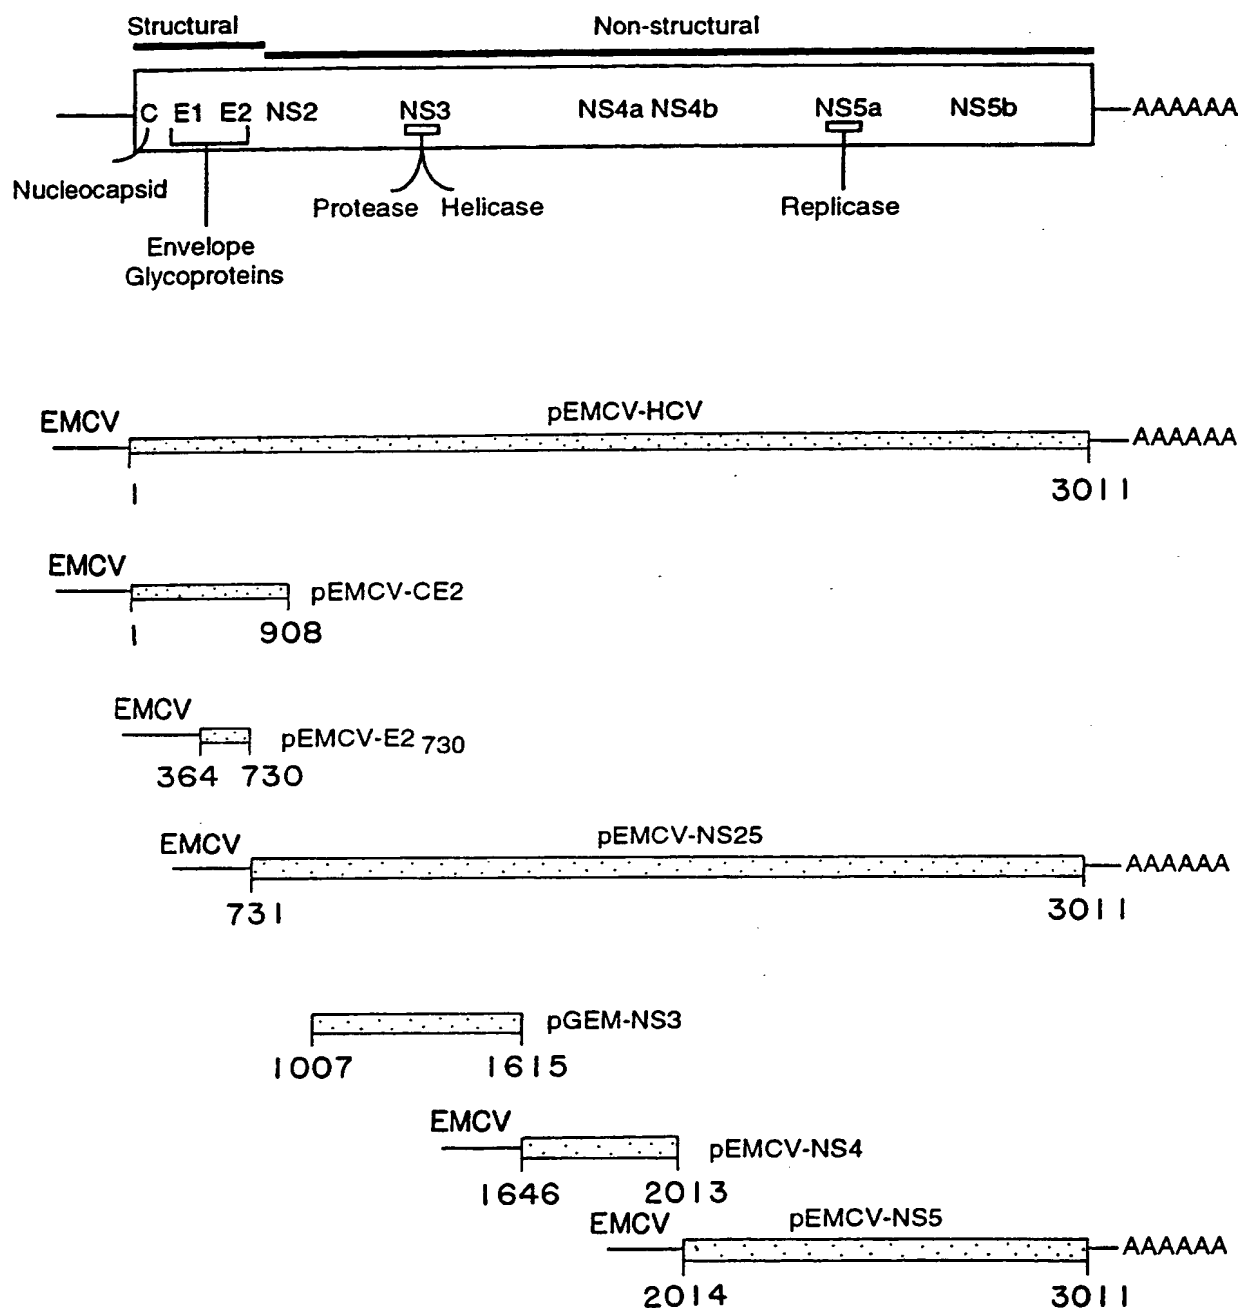 Structural Non-structural
C E1 E2 NS2 NS3 NS4a NS4b NS5a NS5b AAAAAA
Nucleocapsid
Protease Helicase Replicase
Envelope
Glycoproteins
EMCV pEMCV-HCV AAAAAA
1 3011
EMCV pEMCV-CE2
1 908
EMCV pEMCV-E2 730
364 730
EMCV pEMCV-NS25 AAAAAA
731 3011
pGEM-NS3
1007 1615
EMCV pEMCV-NS4
1646 2013
EMCV pEMCV-NS5 AAAAAA
2014 3011